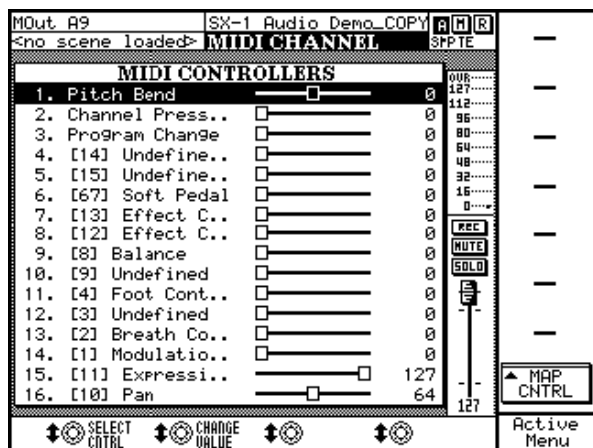 MOut A9 SX-1 Audio Demo_COPY A M R
<no scene loaded> MIDI CHANNEL SMPTE
MIDI CONTROLLERS
1. Pitch Bend 0
2. Channel Press.. 0
3. Program Change 0
4. [14] Undefine.. 0
5. [15] Undefine.. 0
6. [67] Soft Pedal 0
7. [13] Effect C.. 0
8. [12] Effect C.. 0
9. [8] Balance 0
10. [9] Undefined 0
11. [4] Foot Cont.. 0
12. [3] Undefined 0
13. [2] Breath Co.. 0
14. [1] Modulatio.. 0
15. [11] Expressi.. 127
16. [10] Pan 64
OVR
127
112
96
80
64
48
32
16
0
REC
MUTE
SOLO
127
MAP
CNTRL
SELECT
CNTRL
CHANGE
VALUE
Active
Menu